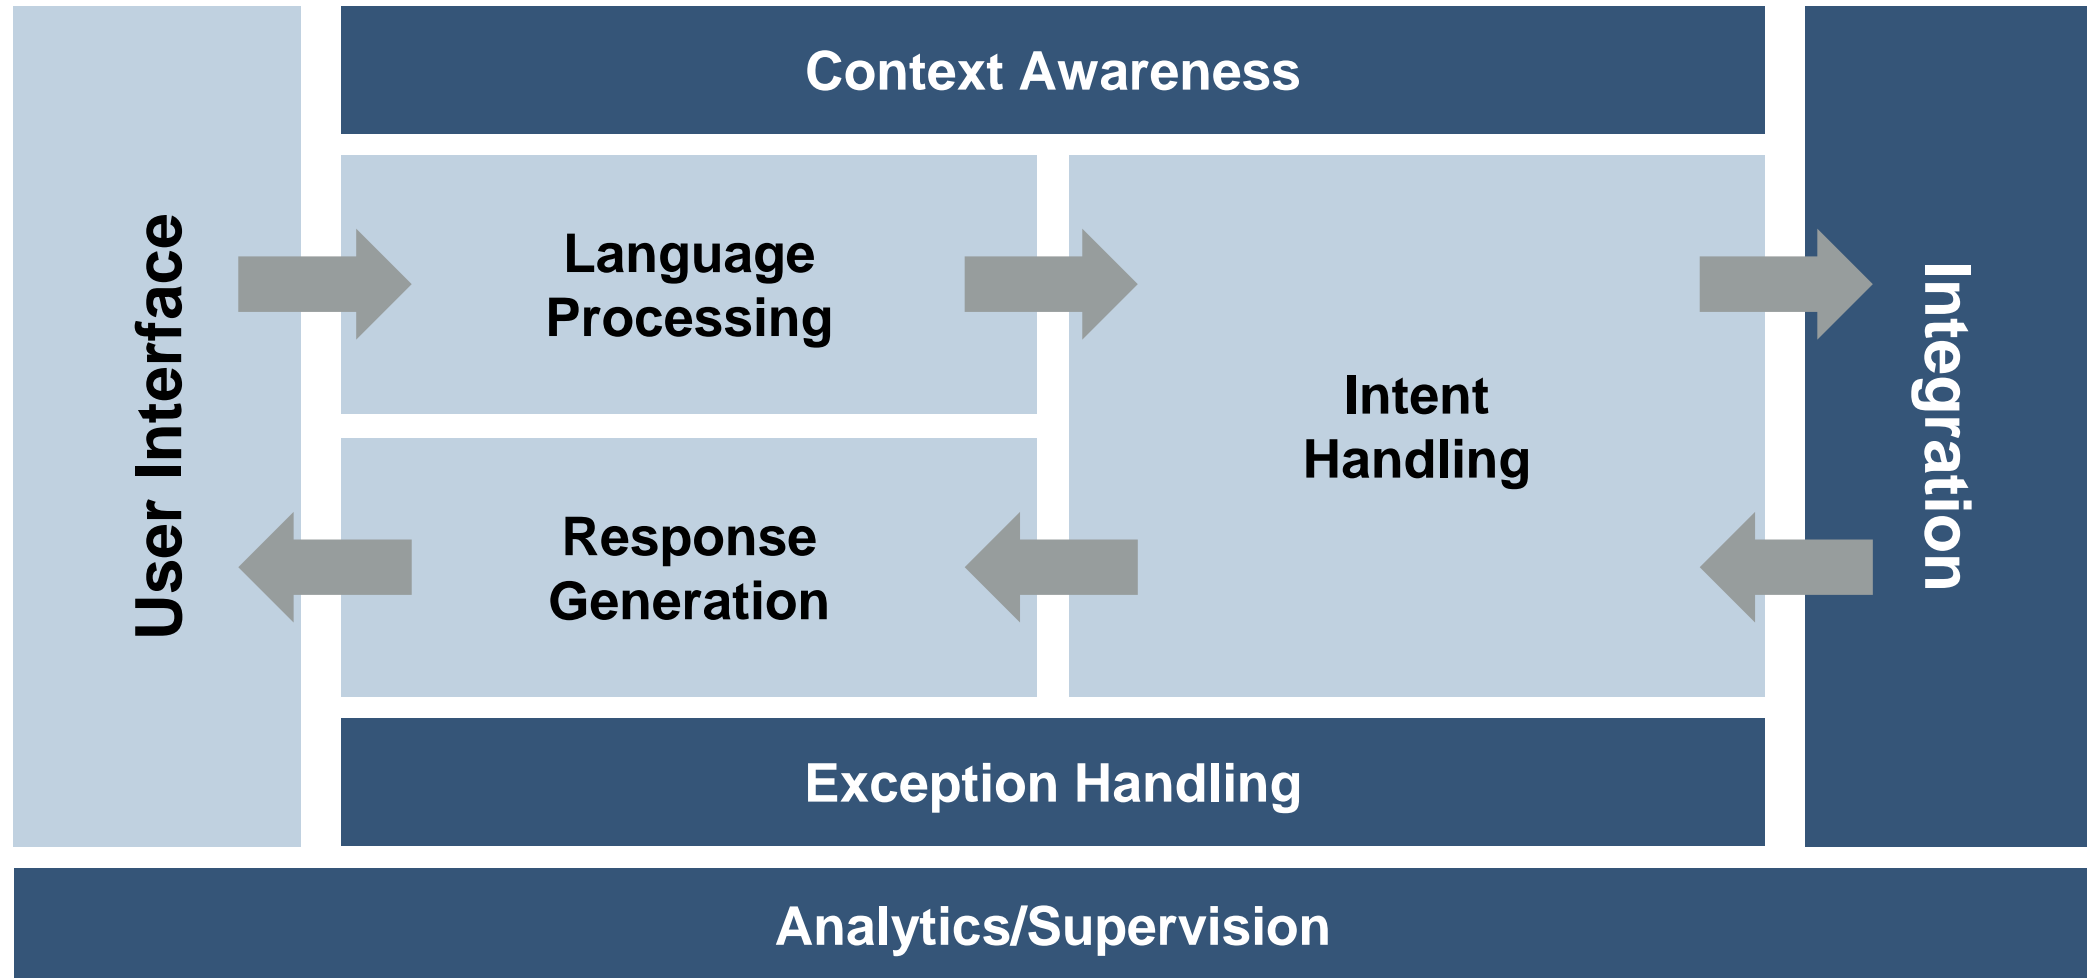 Context Awareness
User Interface
Language
Processing
Intent
Handling
Integration
Response
Generation
Exception Handling
Analytics/Supervision